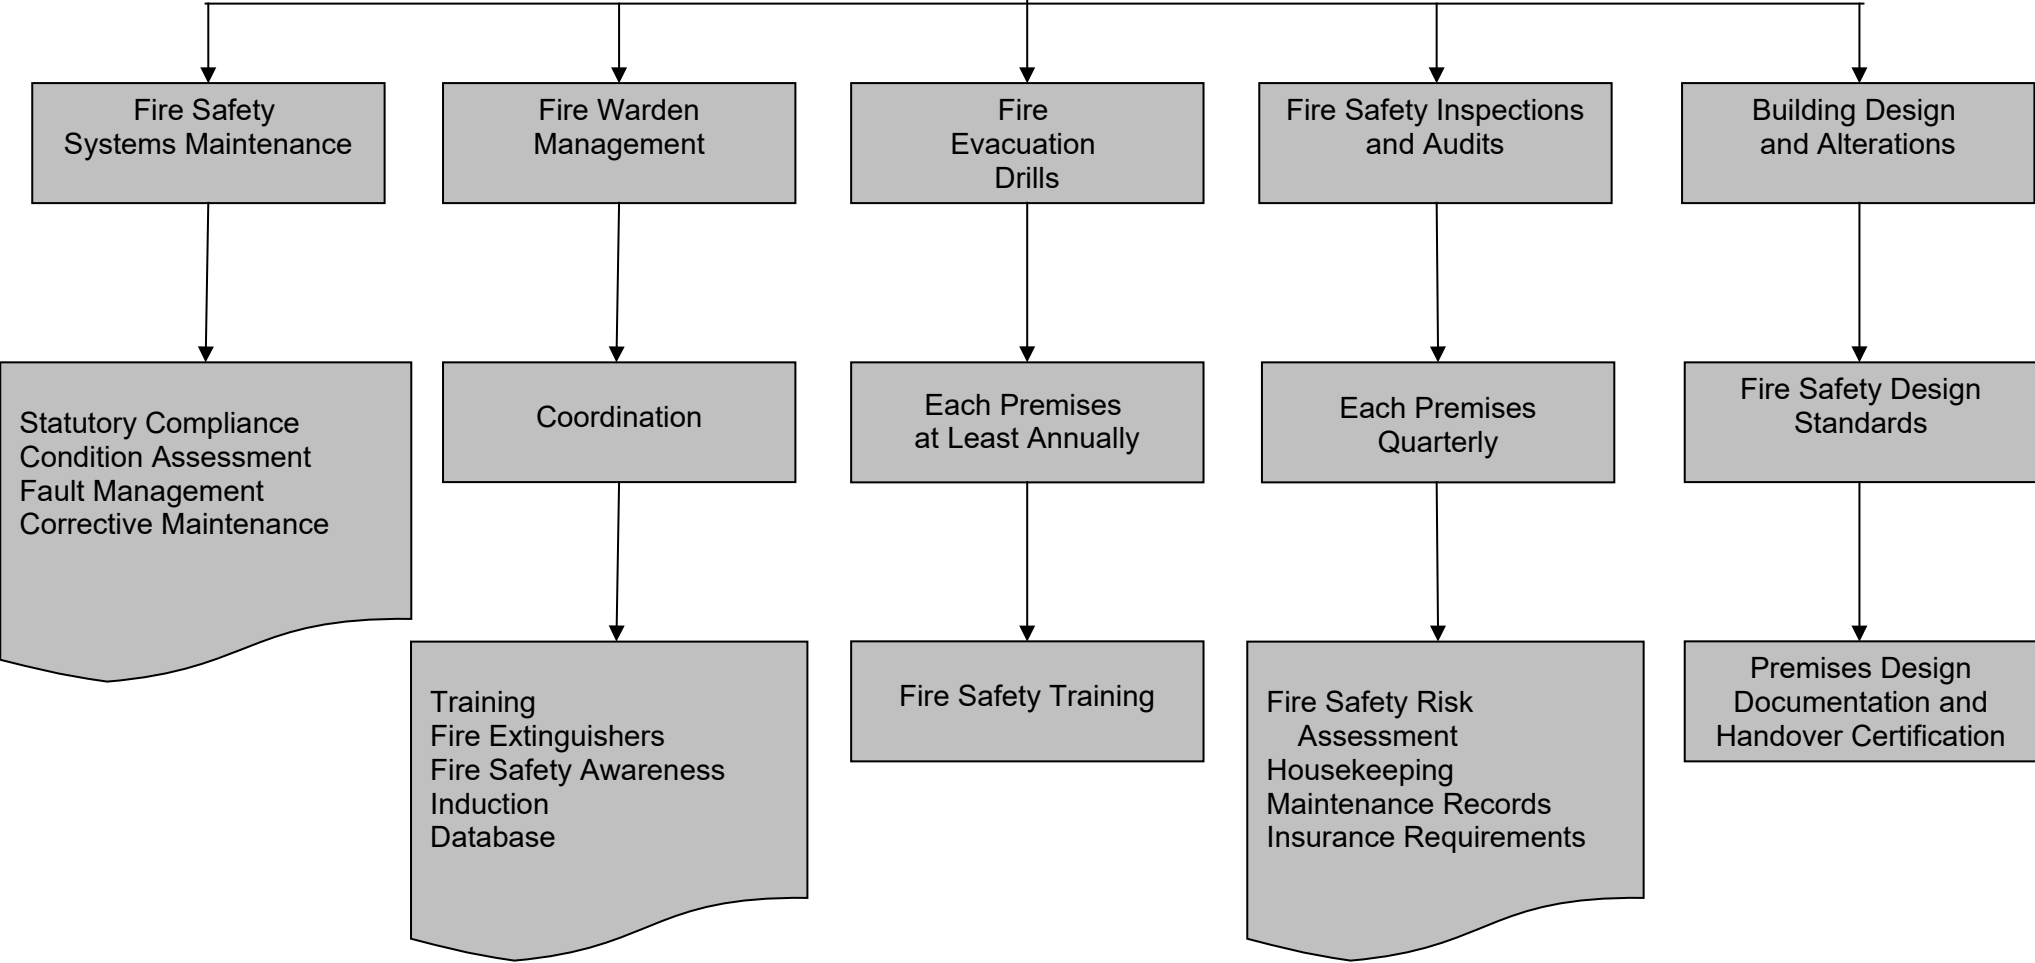 Fire Safety
Systems Maintenance
Fire Warden
Management
Fire
Evacuation
Drills
Fire Safety Inspections
and Audits
Building Design
and Alterations
Statutory Compliance
Condition Assessment
Fault Management
Corrective Maintenance
Coordination
Each Premises
at Least Annually
Each Premises
Quarterly
Fire Safety Design
Standards
Training
Fire Extinguishers
Fire Safety Awareness
Induction
Database
Fire Safety Training
Fire Safety Risk
Assessment
Housekeeping
Maintenance Records
Insurance Requirements
Premises Design
Documentation and
Handover Certification